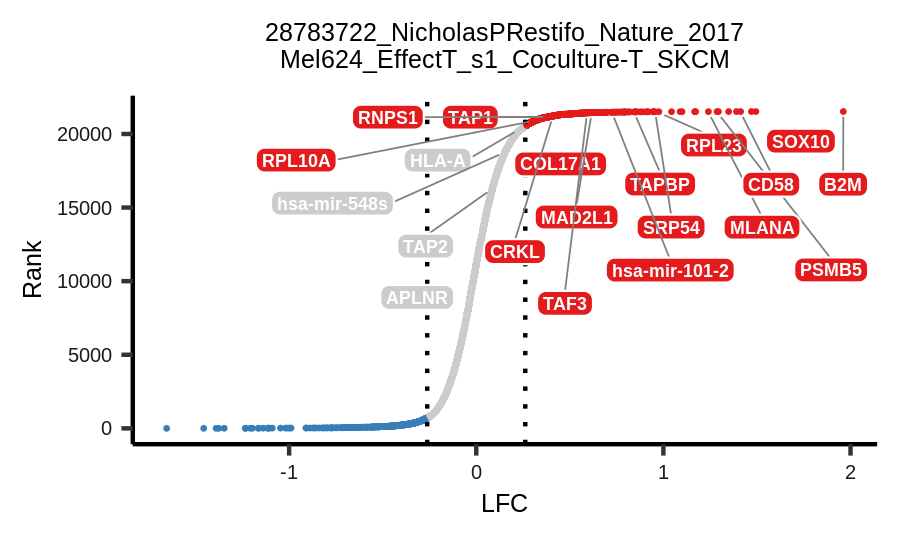 28783722_NicholasPRestifo_Nature_2017
Mel624_EffectT_s1_Coculture-T_SKCM
Rank
20000
15000
10000
5000
0
RNPS1
TAP1
RPL10A
HLA-A
COL17A1
RPL23
SOX10
hsa-mir-548s
TAPBP
CD58
B2M
MAD2L1
SRP54
MLANA
TAP2
CRKL
hsa-mir-101-2
PSMB5
APLNR
TAF3
-1
0
1
2
LFC